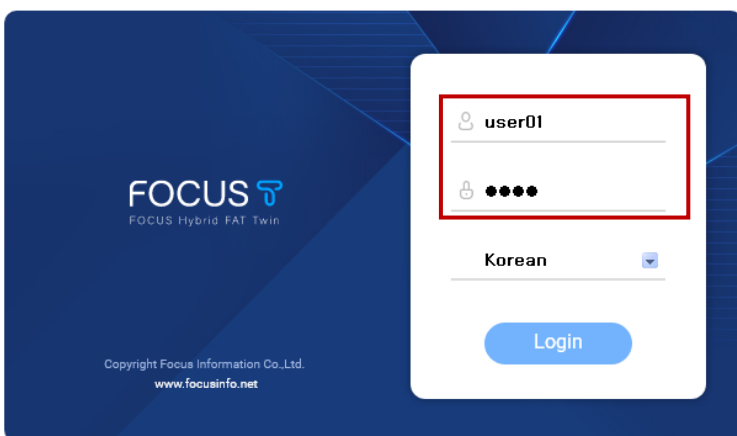 FOCUS T
FOCUS Hybrid FAT Twin
Copyright Focus Information Co.,Ltd.
www.focusinfo.net
user01
●●●●
Korean
Login